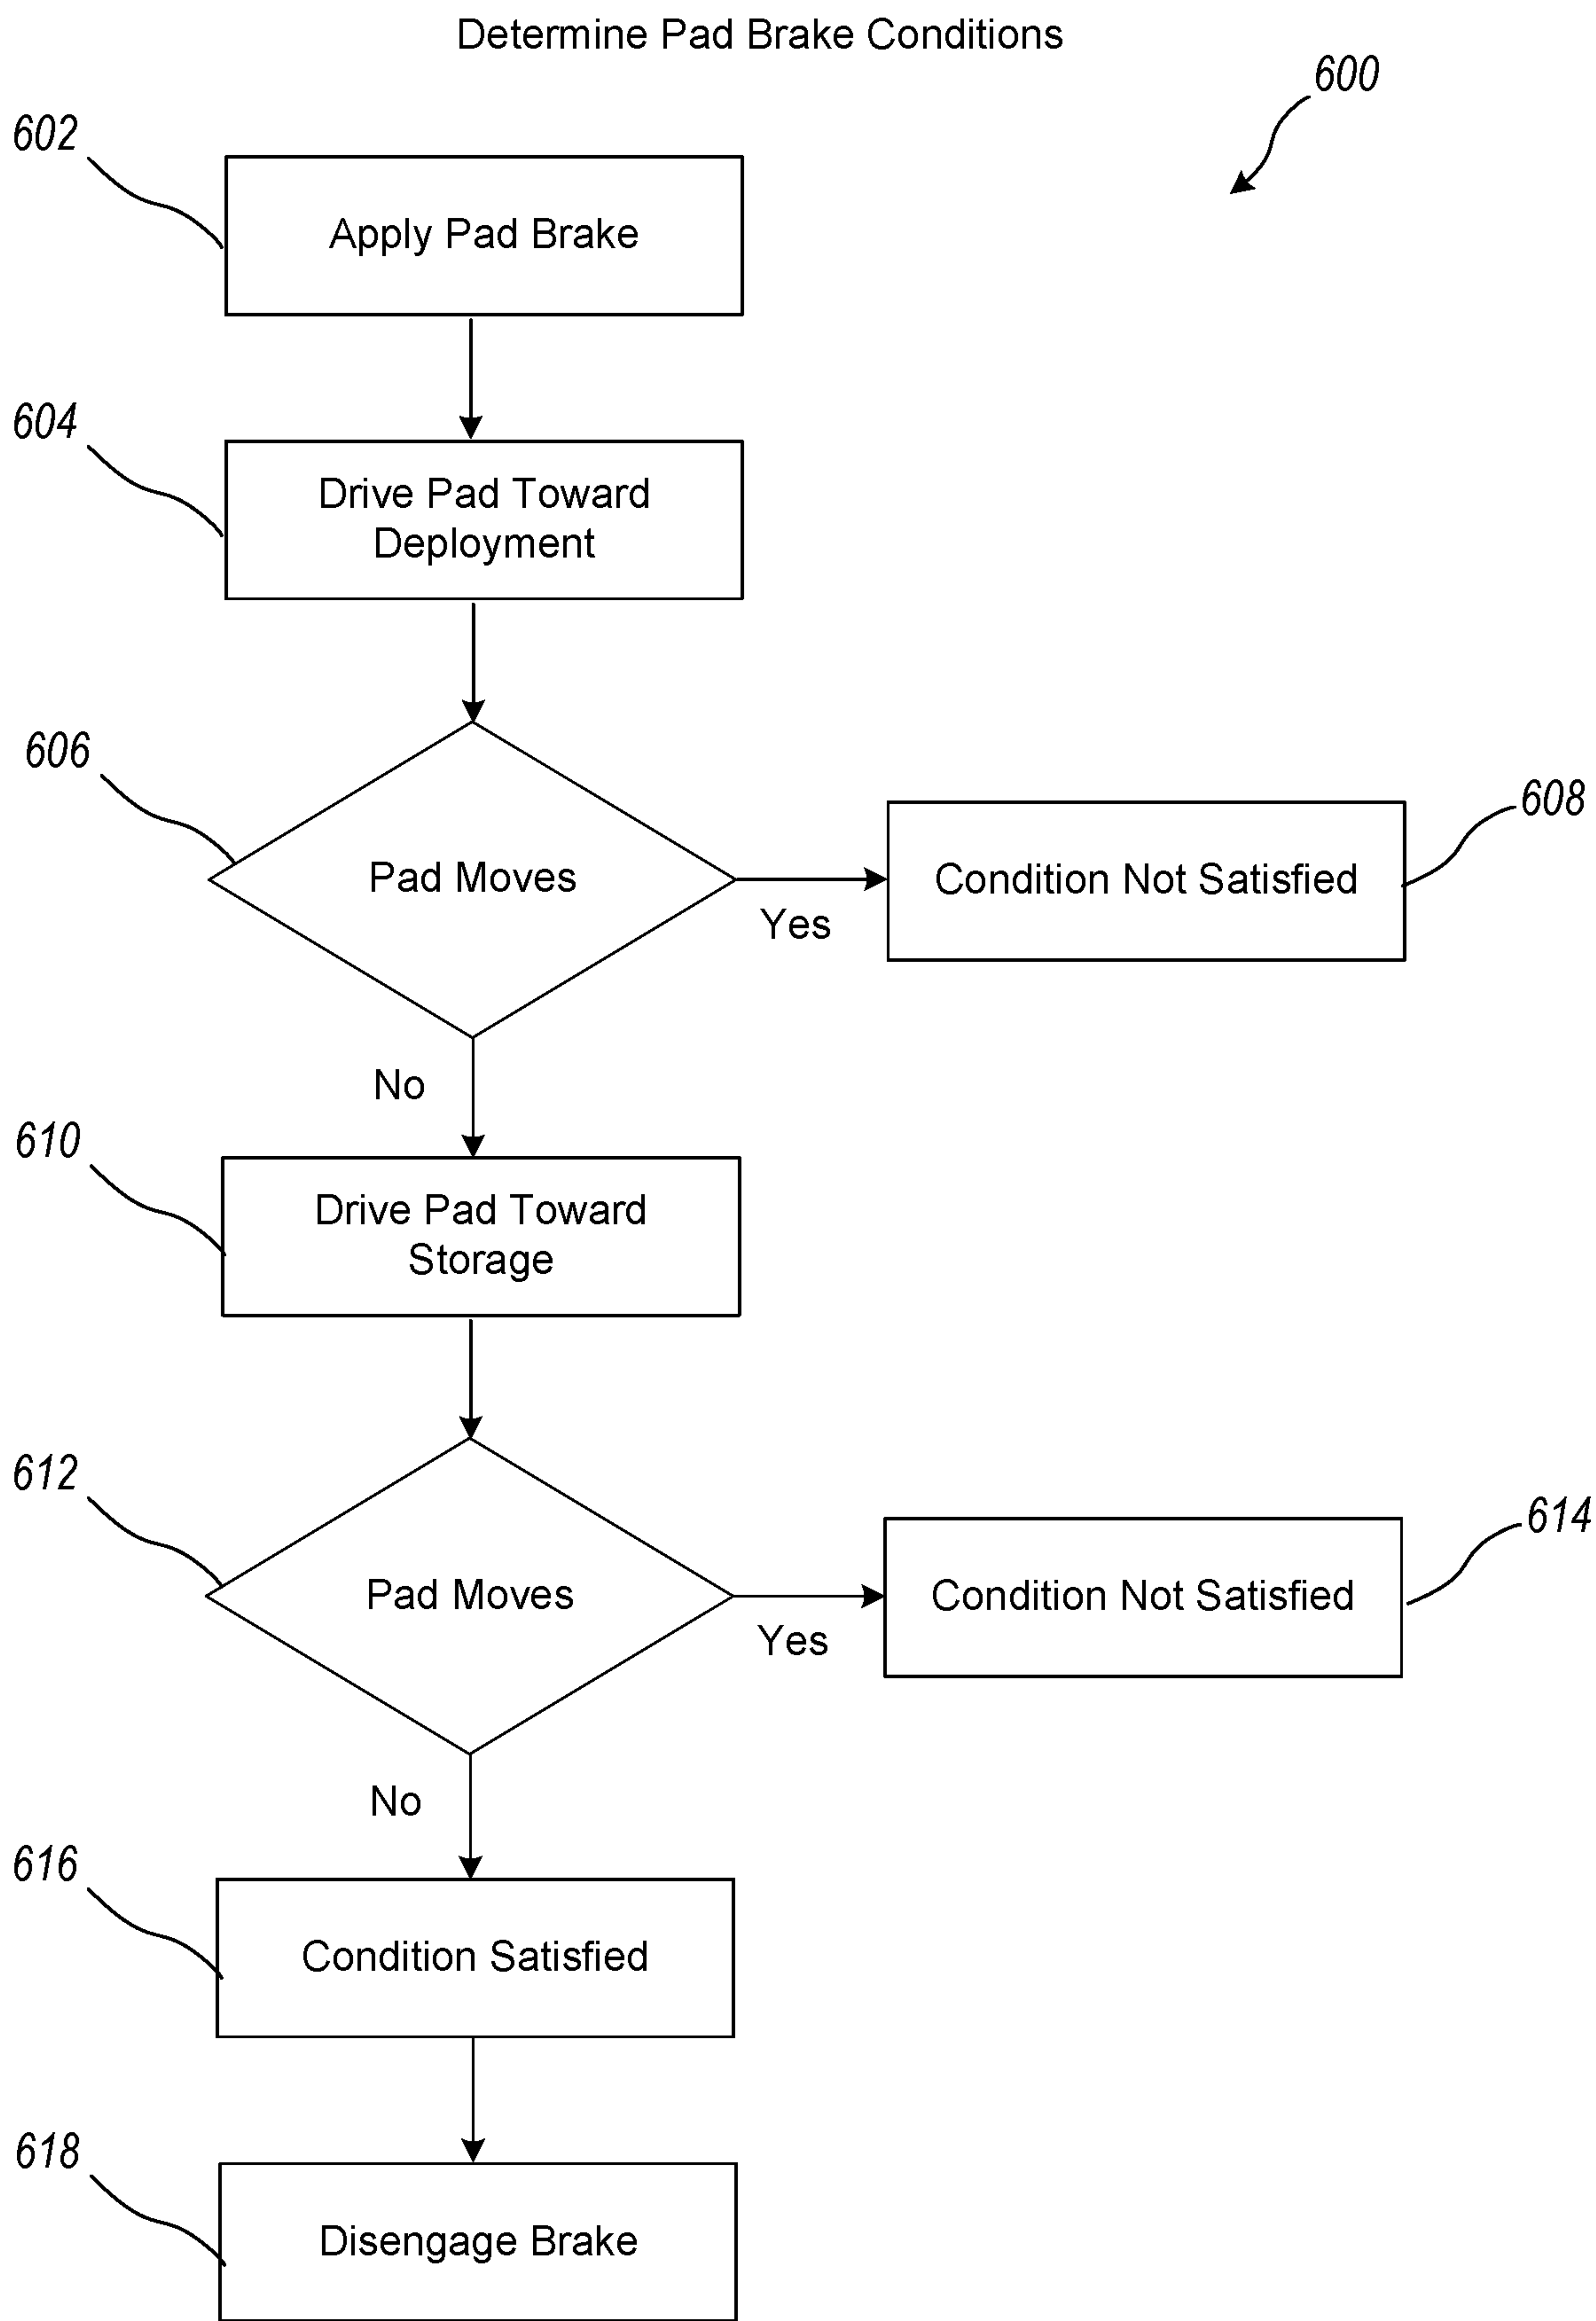 Determine Pad Brake Conditions
600
602
Apply Pad Brake
604
Drive Pad Toward
Deployment
606
Pad Moves
608
Condition Not Satisfied
Yes
No
610
Drive Pad Toward
Storage
612
Pad Moves
614
Condition Not Satisfied
Yes
No
616
Condition Satisfied
618
Disengage Brake